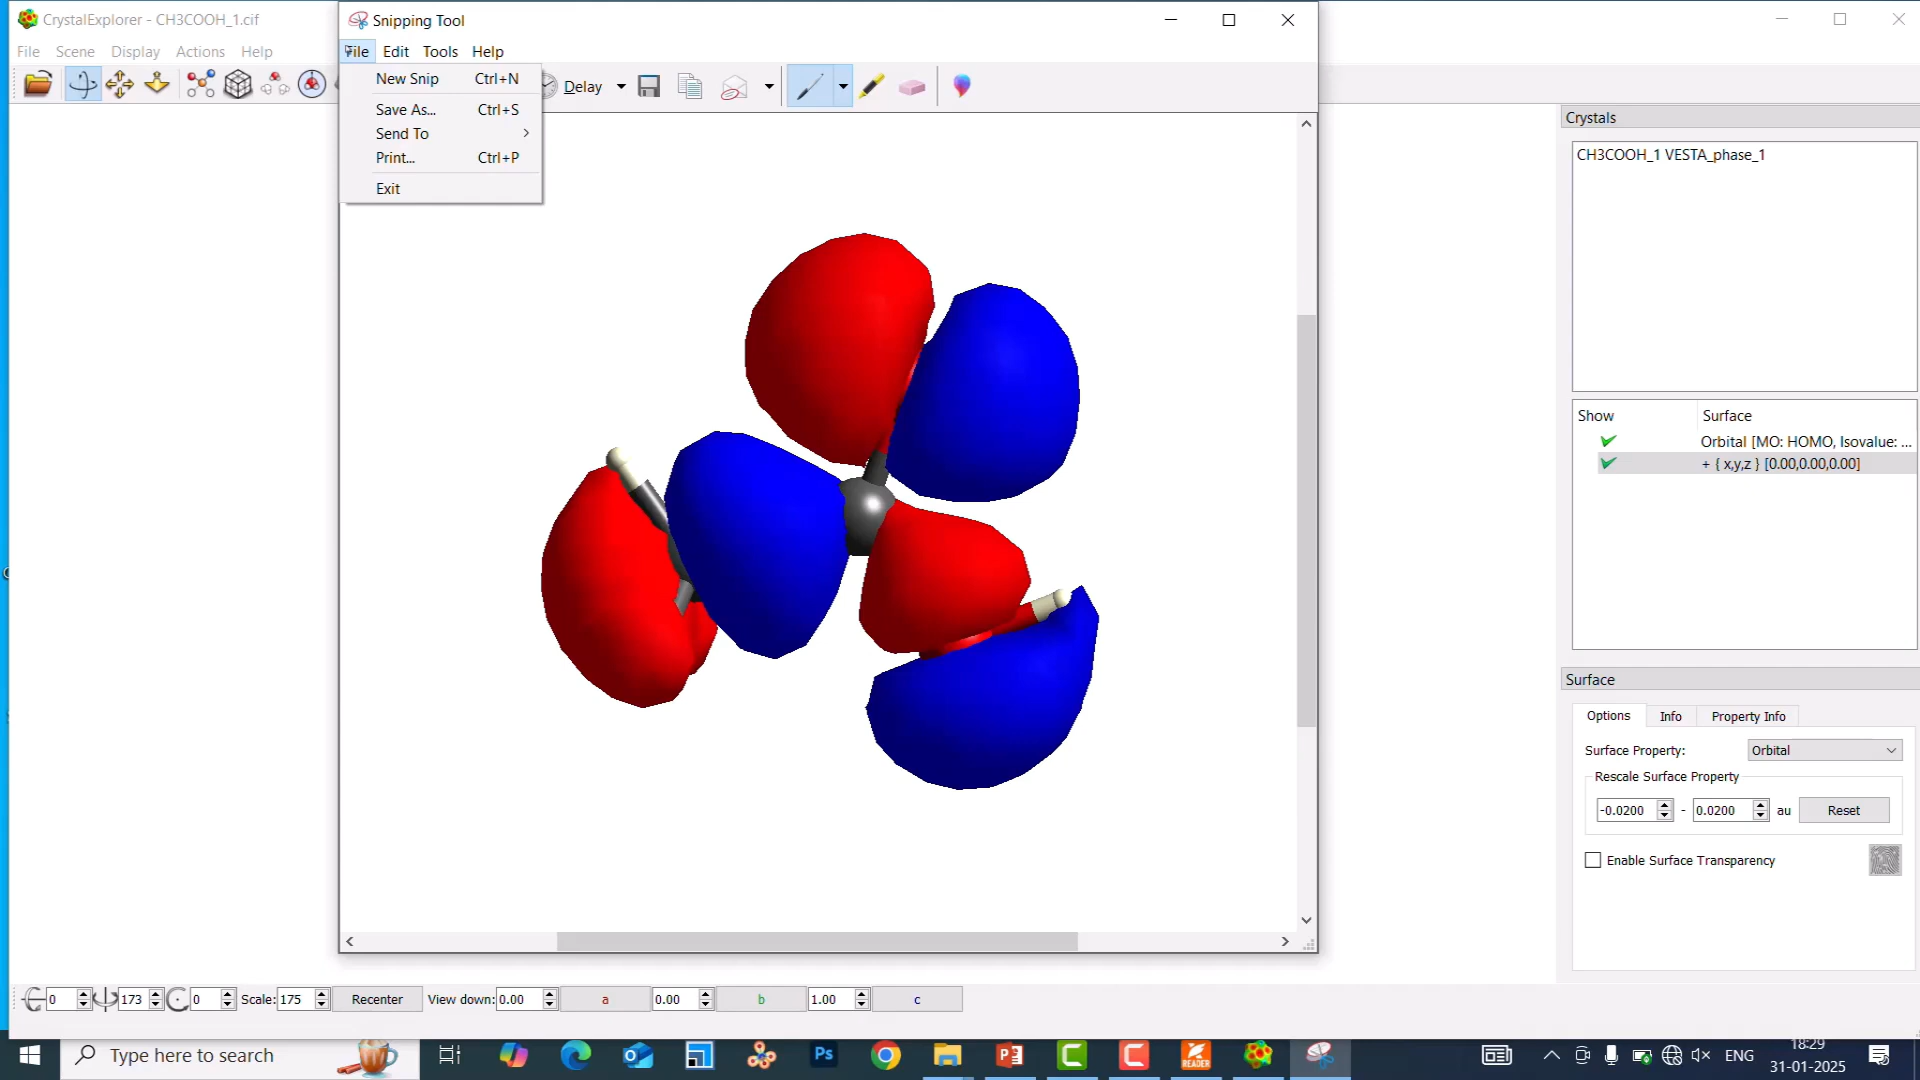 CrystalExplorer - CH3COOH_1.cif
File Scene Display Actions Help
Snipping Tool
File Edit Tools Help
New Snip Ctrl+N
Save As... Ctrl+S
Send To
Print... Ctrl+P
Exit
Delay
Crystals
CH3COOH_1 VESTA_phase_1
Show Surface
Orbital [MO: HOMO, Isovalue: ...
+ { x,y,z } [0.00,0.00,0.00]
Surface
Options Info Property Info
Surface Property: Orbital
Rescale Surface Property
-0.0200 - 0.0200 au Reset
Enable Surface Transparency
0 173 0 Scale: 175 Recenter View down: 0.00 a 0.00 b 1.00 c
Type here to search
Ps
READER
ENG
18:29
31-01-2025